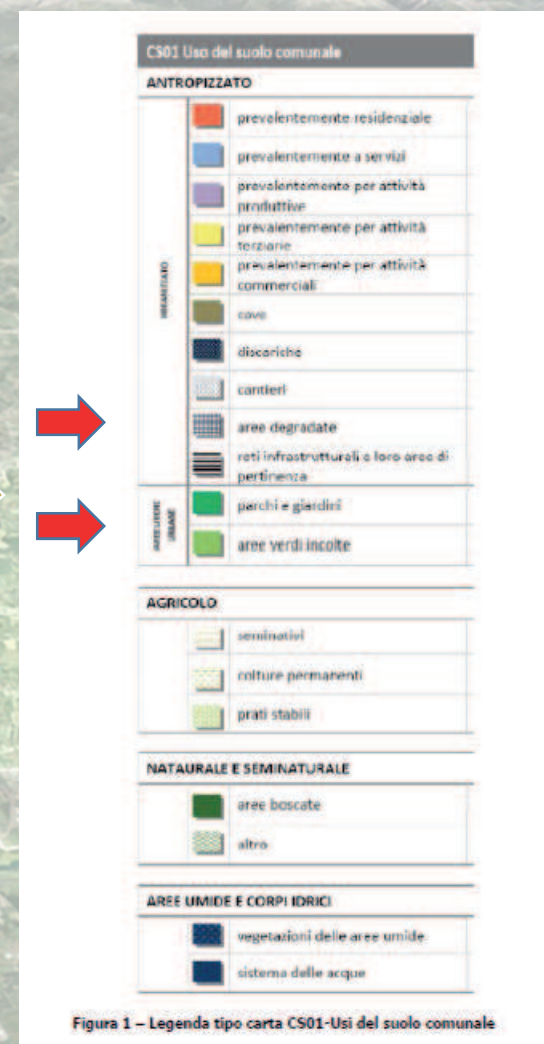 CS01 Uso del suolo comunale
ANTROPIZZATO
prevalentemente residenziale
prevalentemente a servizi
prevalentemente per attività
produttive
prevalentemente per attività
terziarie
prevalentemente per attività
commerciali
cave
discariche
cantieri
aree degradate
reti infrastrutturali e loro aree di
pertinenza
AREE VERDI
URBANE
parchi e giardini
aree verdi incolte
AGRICOLO
seminativi
colture permanenti
prati stabili
NATAURALE E SEMINATURALE
aree boscate
altro
AREE UMIDE E CORPI IDRICI
vegetazioni delle aree umide
sistema delle acque
Figura 1 – Legenda tipo carta CS01-Usi del suolo comunale